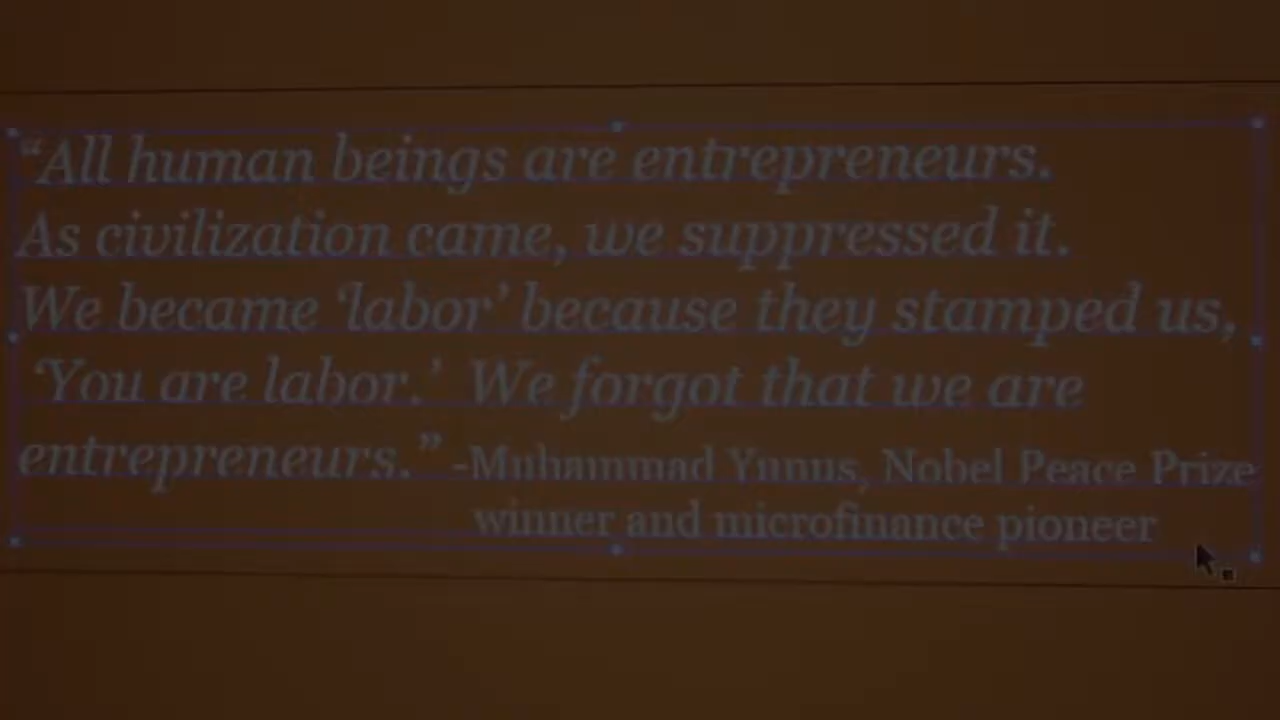 “All human beings are entrepreneurs.
As civilization came, we suppressed it.
We became ‘labor’ because they stamped us,
‘You are labor.’ We forgot that we are
entrepreneurs.” -Muhammad Yunus, Nobel Peace Prize
winner and microfinance pioneer